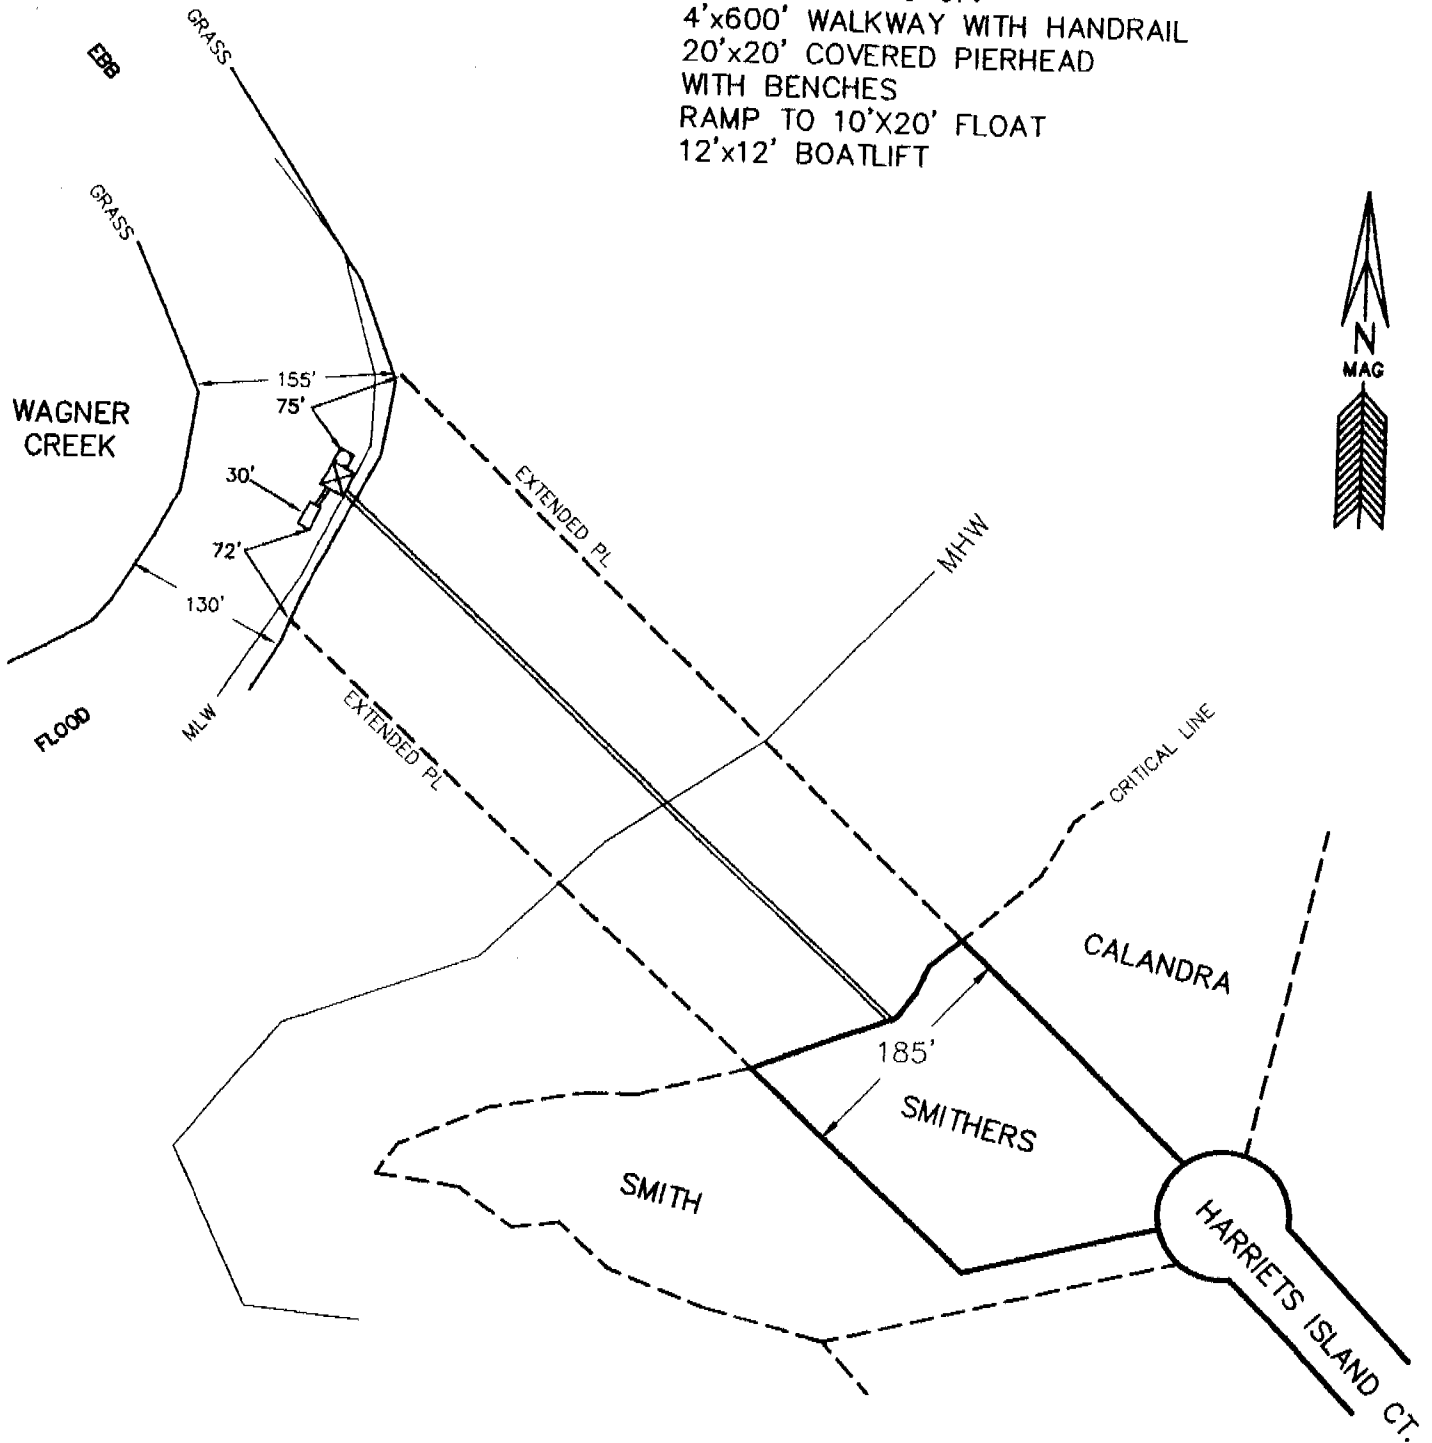 4'x600' WALKWAY WITH HANDRAIL
20'x20' COVERED PIERHEAD
WITH BENCHES
RAMP TO 10'X20' FLOAT
12'x12' BOATLIFT
GRASS
EBB
GRASS
N
MAG
155'
75'
WAGNER
CREEK
30'
EXTENDED PL
72'
MHW
130'
MLW
EXTENDED PL
FLOOD
CRITICAL LINE
CALANDRA
185'
SMITHERS
SMITH
HARRIETS ISLAND CT.